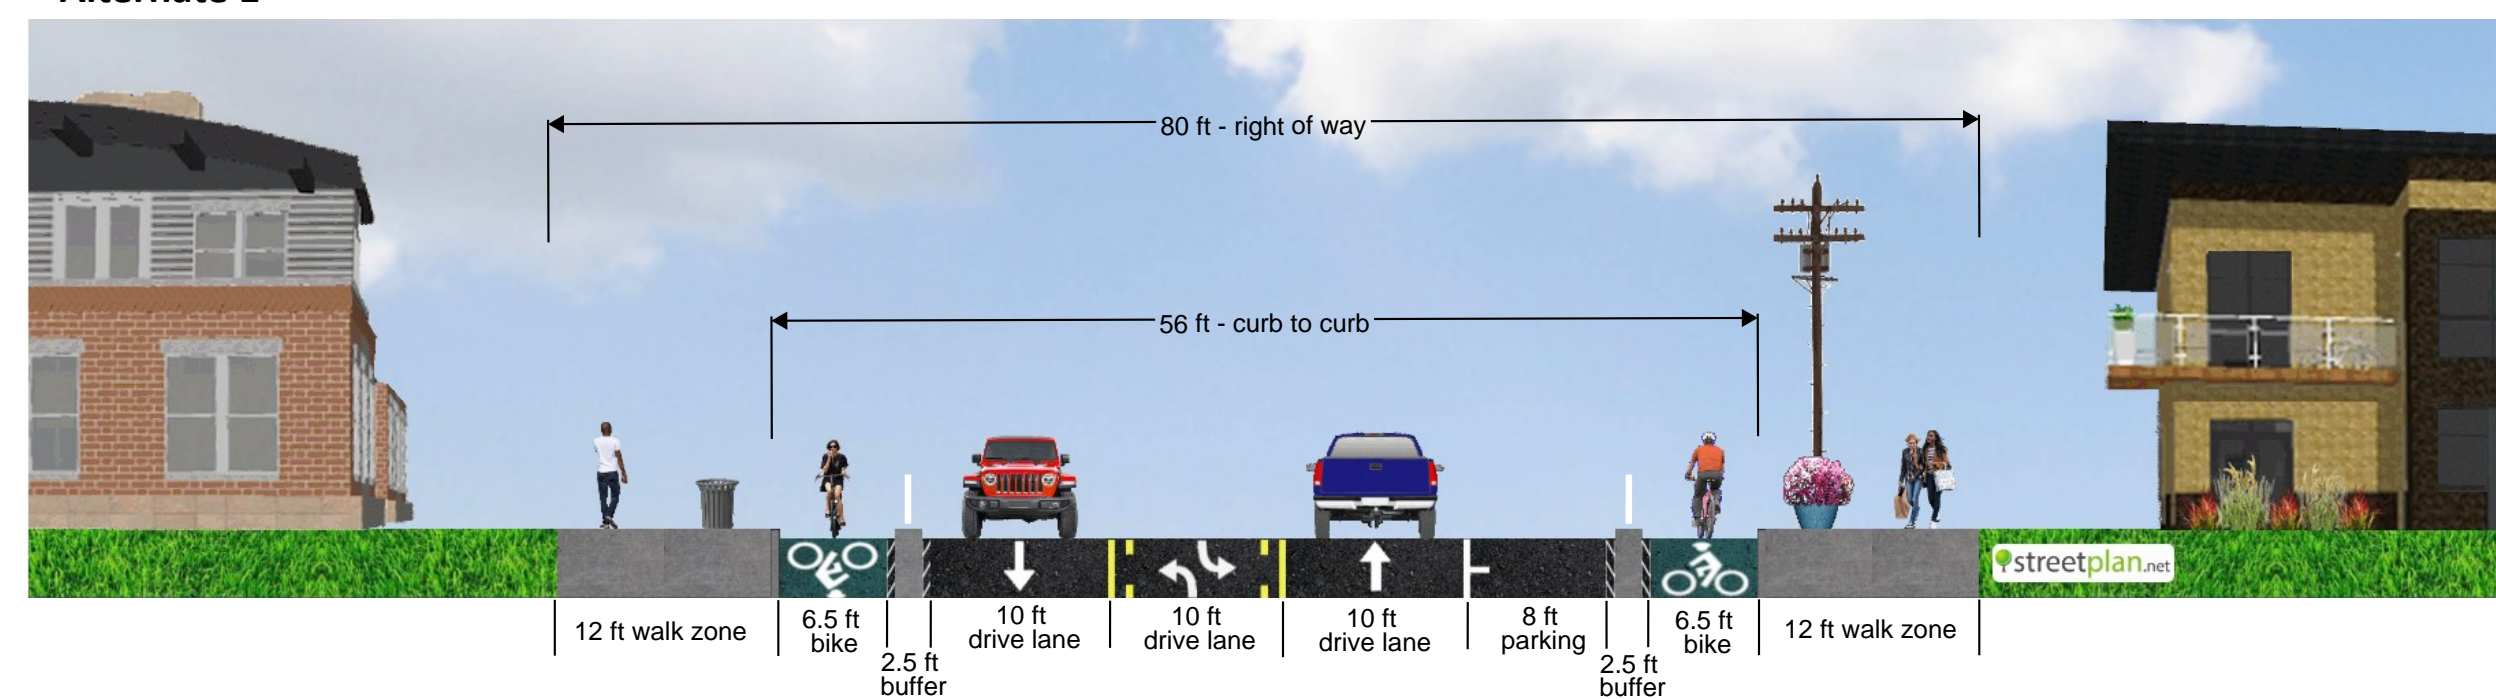 80 ft - right of way
56 ft - curb to curb
streetplan.net
12 ft walk zone
6.5 ft
bike
2.5 ft
buffer
10 ft
drive lane
10 ft
drive lane
10 ft
drive lane
8 ft
parking
2.5 ft
buffer
6.5 ft
bike
12 ft walk zone